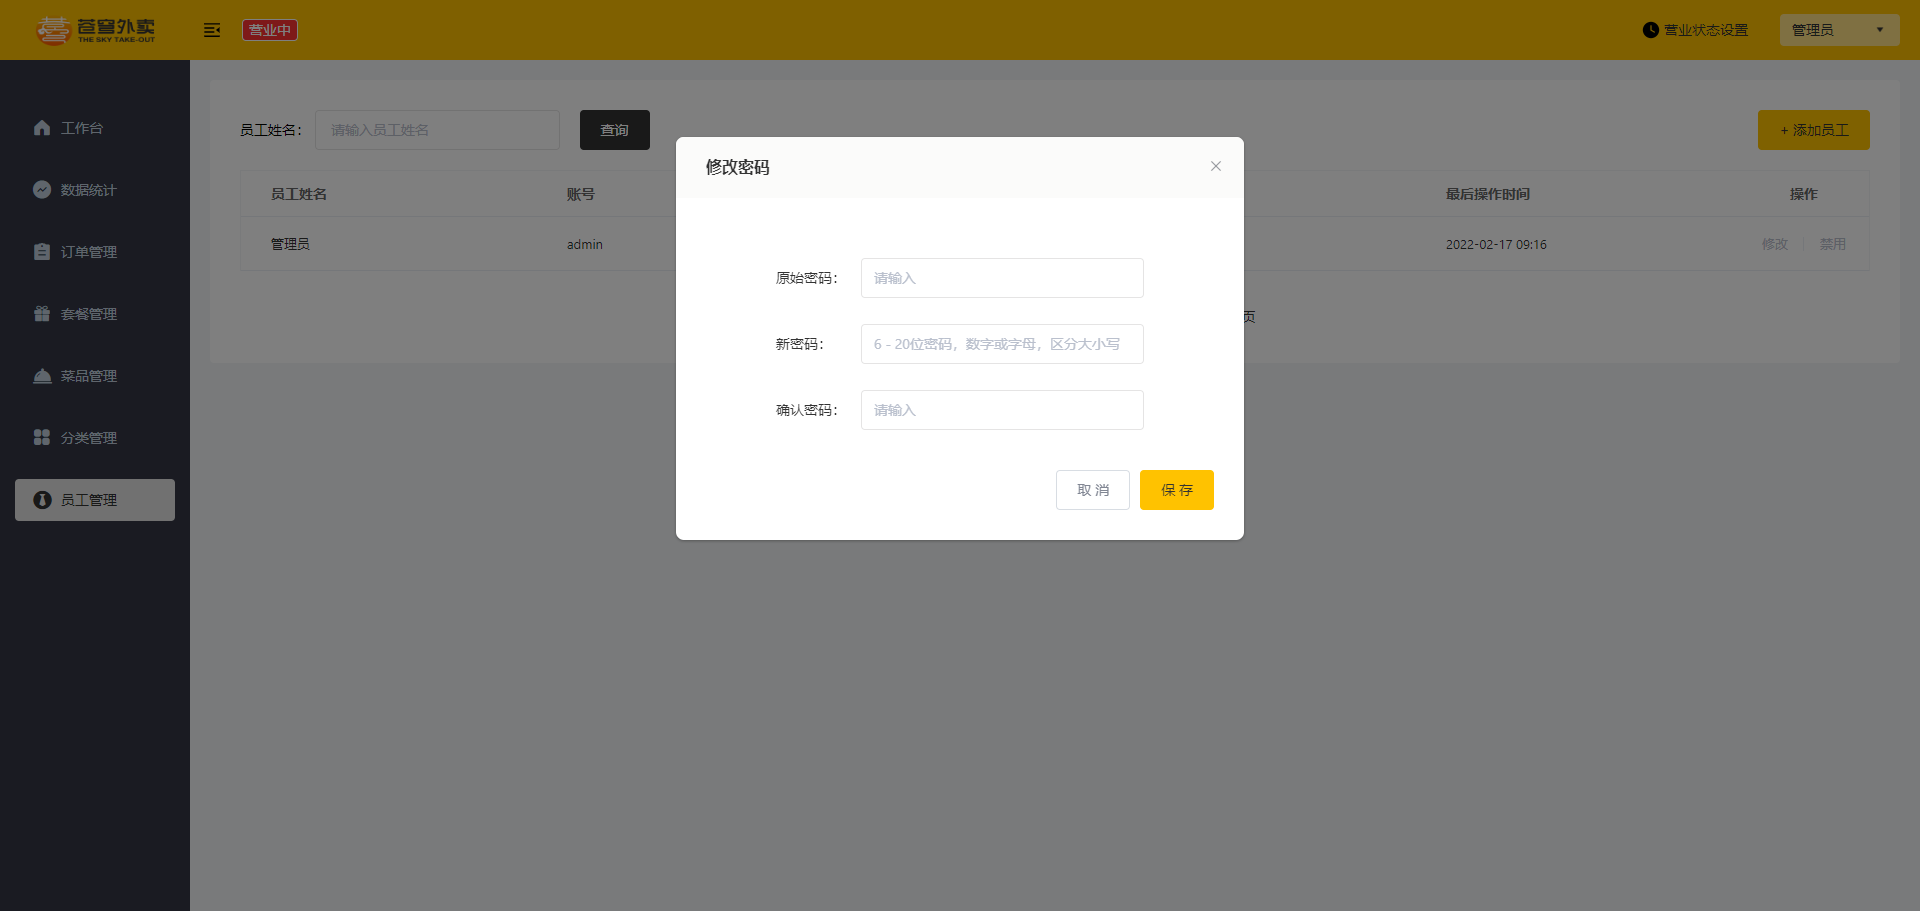 苍穹外卖
THE SKY TAKE-OUT
营业中
营业状态设置
管理员
工作台
数据统计
订单管理
套餐管理
菜品管理
分类管理
员工管理
员工姓名：
请输入员工姓名
查询
+ 添加员工
员工姓名 账号 最后操作时间 操作
管理员 admin 2022-02-17 09:16 修改 禁用
页
修改密码
原始密码：
请输入
新密码：
6 - 20位密码，数字或字母，区分大小写
确认密码：
请输入
取 消
保 存